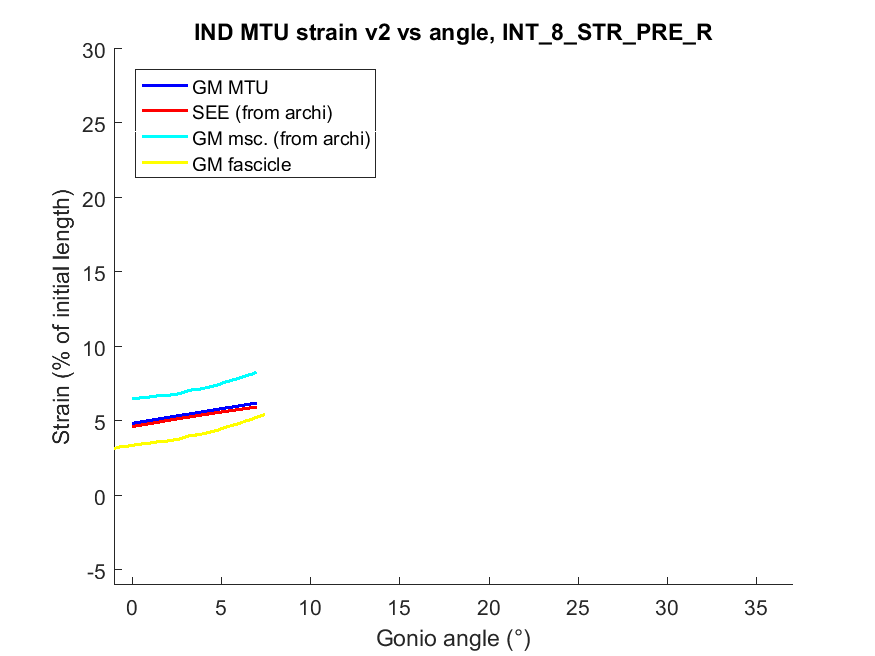 IND MTU strain v2 vs angle, INT_8_STR_PRE_R
30
25
20
15
10
5
0
-5
Strain (% of initial length)
GM MTU
SEE (from archi)
GM msc. (from archi)
GM fascicle
0 5 10 15 20 25 30 35
Gonio angle (°)